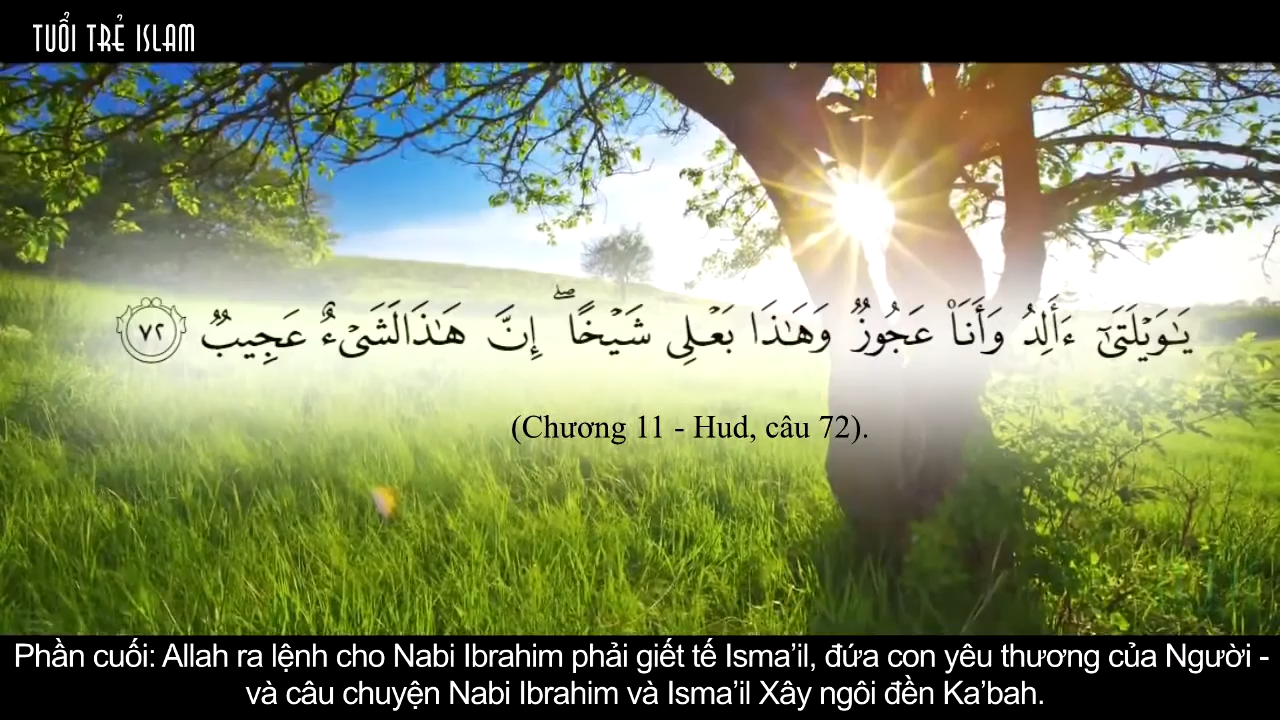 TUỔI TRẺ ISLAM
يَـٰوَيْلَتَىٰٓ ءَأَلِدُ وَأَنَا۠ عَجُوزٌ وَهَـٰذَا بَعْلِى شَيْخًا ۖ إِنَّ هَـٰذَا لَشَىْءٌ عَجِيبٌ ٧٢
(Chương 11 - Hud, câu 72).
Phần cuối: Allah ra lệnh cho Nabi Ibrahim phải giết tế Isma’il, đứa con yêu thương của Người -
và câu chuyện Nabi Ibrahim và Isma’il Xây ngôi đền Ka’bah.